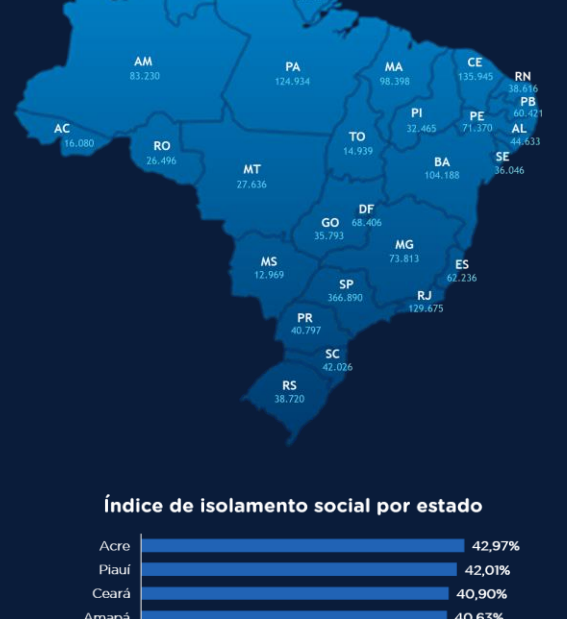 AM
83.230
PA
124.934
MA
98.398
CE
135.945
RN
38.616
PB
60.421
PI
32.465
PE
71.370
AL
44.633
AC
16.080
RO
26.496
TO
14.939
SE
36.046
MT
27.636
BA
104.188
DF
68.406
GO
35.793
MG
73.813
MS
12.969
ES
62.236
SP
366.890
RJ
129.675
PR
40.797
SC
42.026
RS
38.720
Índice de isolamento social por estado
Acre 42,97%
Piauí 42,01%
Ceará 40,90%
Amapá 40,63%